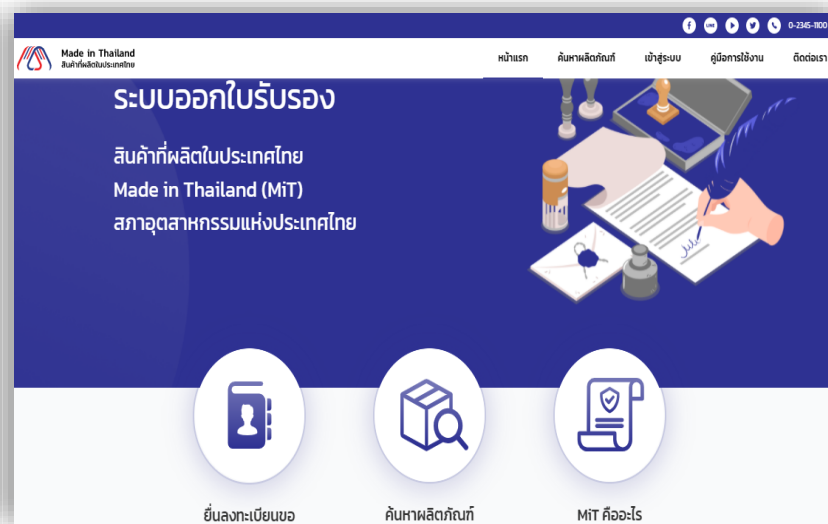 LINE
0-2345-1100
Made in Thailand
สินค้าที่ผลิตในประเทศไทย
หน้าแรก ค้นหาผลิตภัณฑ์ เข้าสู่ระบบ คู่มือการใช้งาน ติดต่อเรา
ระบบออกใบรับรอง
สินค้าที่ผลิตในประเทศไทย
Made in Thailand (MiT)
สภาอุตสาหกรรมแห่งประเทศไทย
ยื่นลงทะเบียนขอ ค้นหาผลิตภัณฑ์ MiT คืออะไร